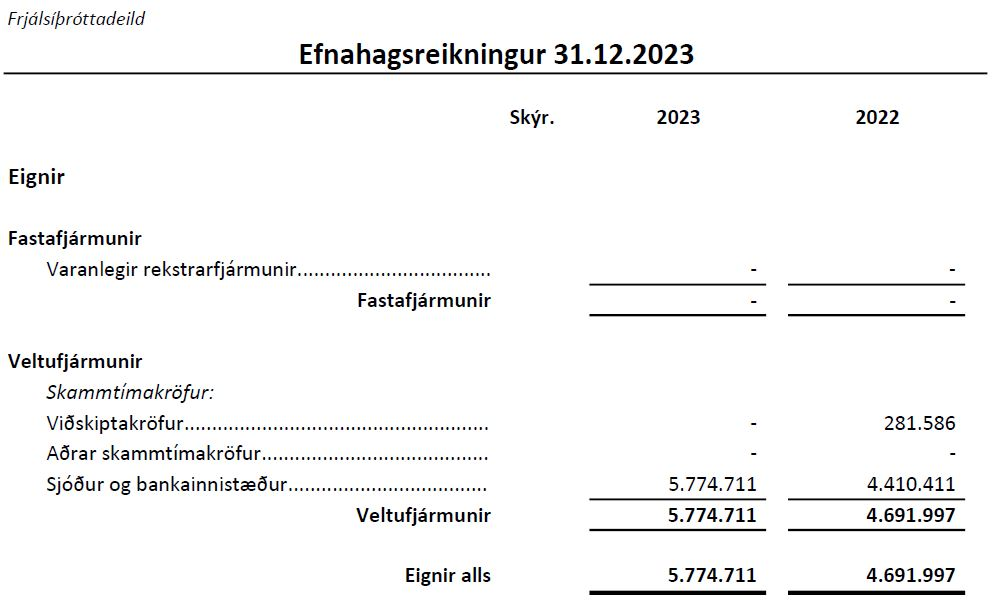 Frjálsíþróttadeild
Efnahagsreikningur 31.12.2023
Skýr. 2023 2022
Eignir
Fastafjármunir
Varanlegir rekstrarfjármunir................................... - -
Fastafjármunir - -
Veltufjármunir
Skammtímakröfur:
Viðskiptakröfur....................................................... - 281.586
Aðrar skammtímakröfur......................................... - -
Sjóður og bankainnistæður.................................... 5.774.711 4.410.411
Veltufjármunir 5.774.711 4.691.997
Eignir alls 5.774.711 4.691.997